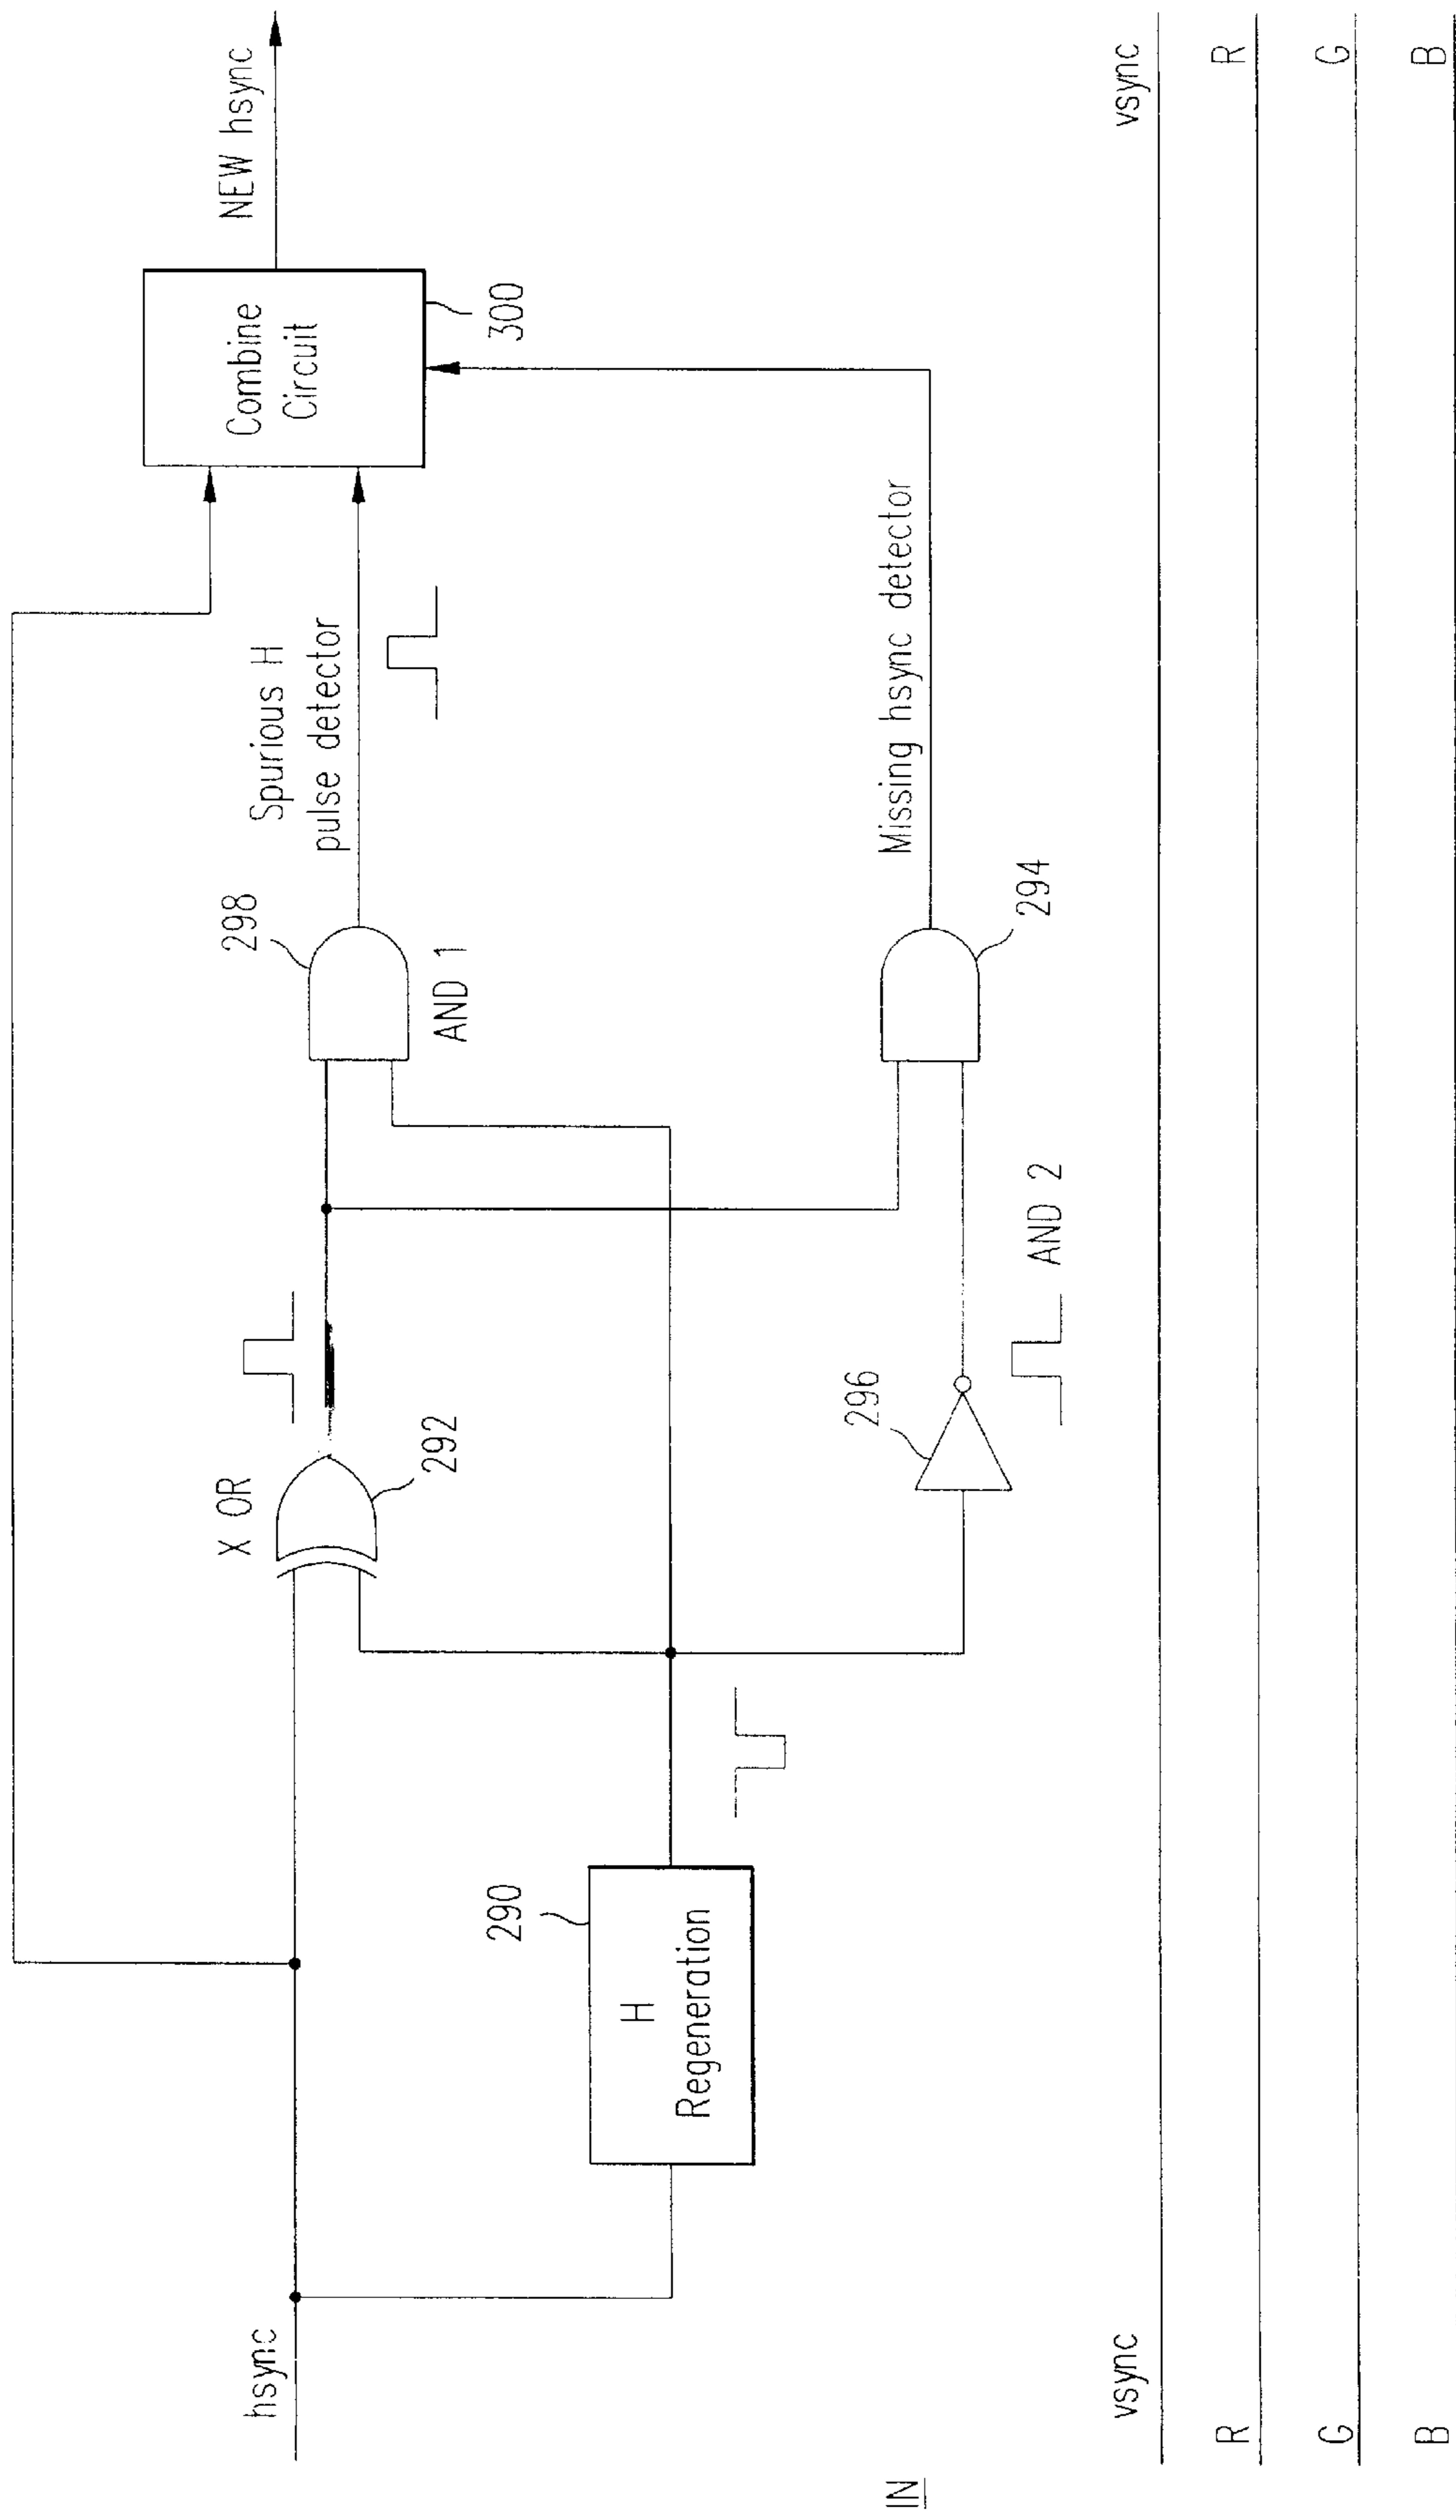 NEW hsync
Combine
Circuit
300
Spurious H
pulse detector
298
AND 1
Missing hsync detector
294
X OR
292
296
AND 2
290
H
Regeneration
hsync
IN
vsync
vsync
R
R
G
G
B
B